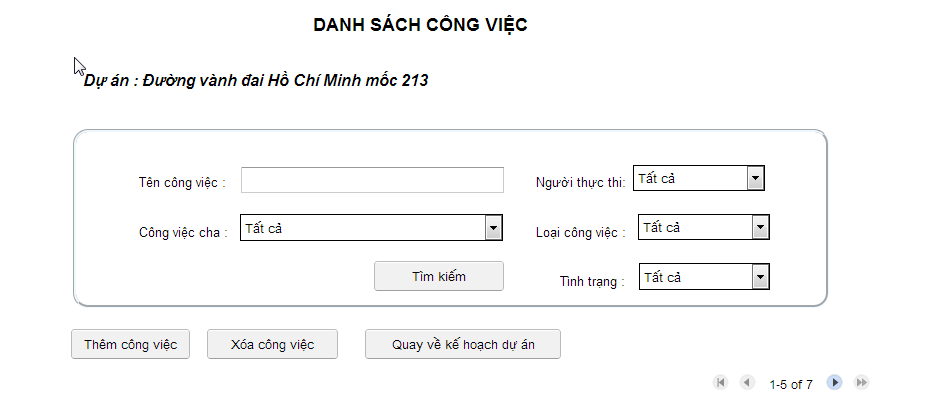 DANH SÁCH CÔNG VIỆC
Dự án : Đường vành đai Hồ Chí Minh mốc 213
Tên công việc :
Người thực thi: Tất cả
Công việc cha : Tất cả
Loại công việc : Tất cả
Tìm kiếm
Tình trạng : Tất cả
Thêm công việc Xóa công việc Quay về kế hoạch dự án
1-5 of 7